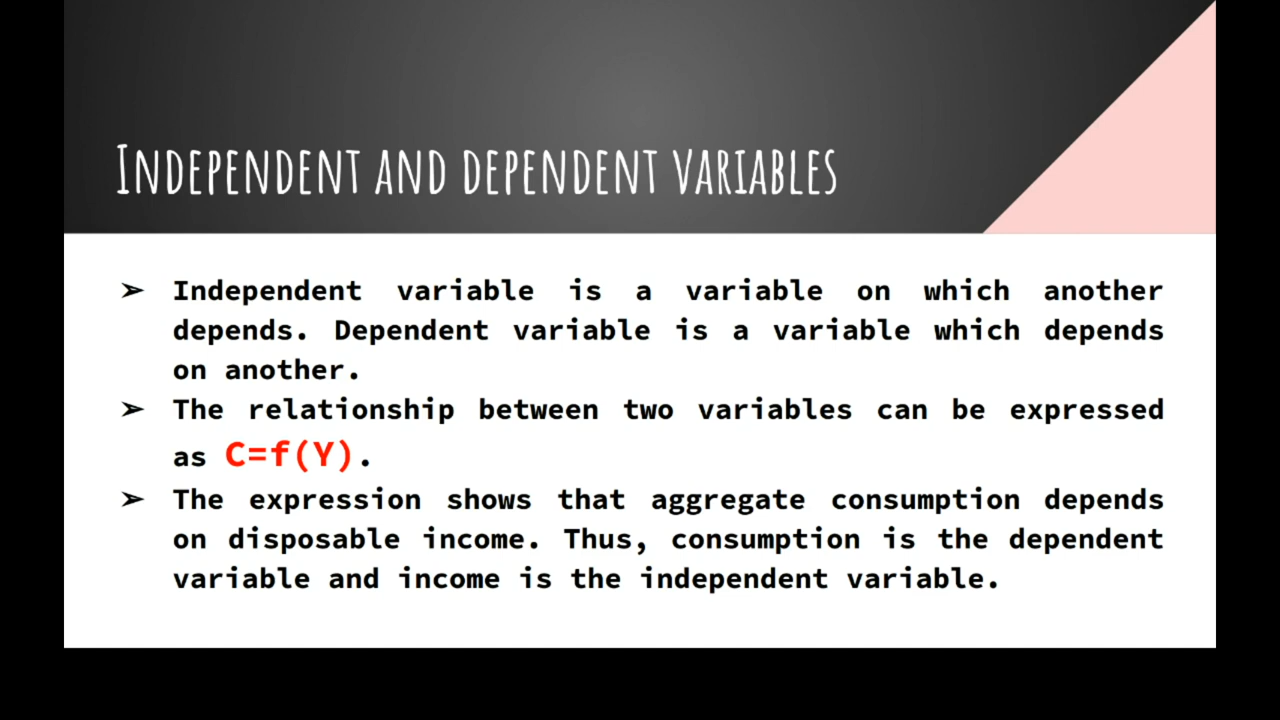 INDEPENDENT AND DEPENDENT VARIABLES
➢ Independent variable is a variable on which another
depends. Dependent variable is a variable which depends
on another.
➢ The relationship between two variables can be expressed
as C=f(Y).
➢ The expression shows that aggregate consumption depends
on disposable income. Thus, consumption is the dependent
variable and income is the independent variable.